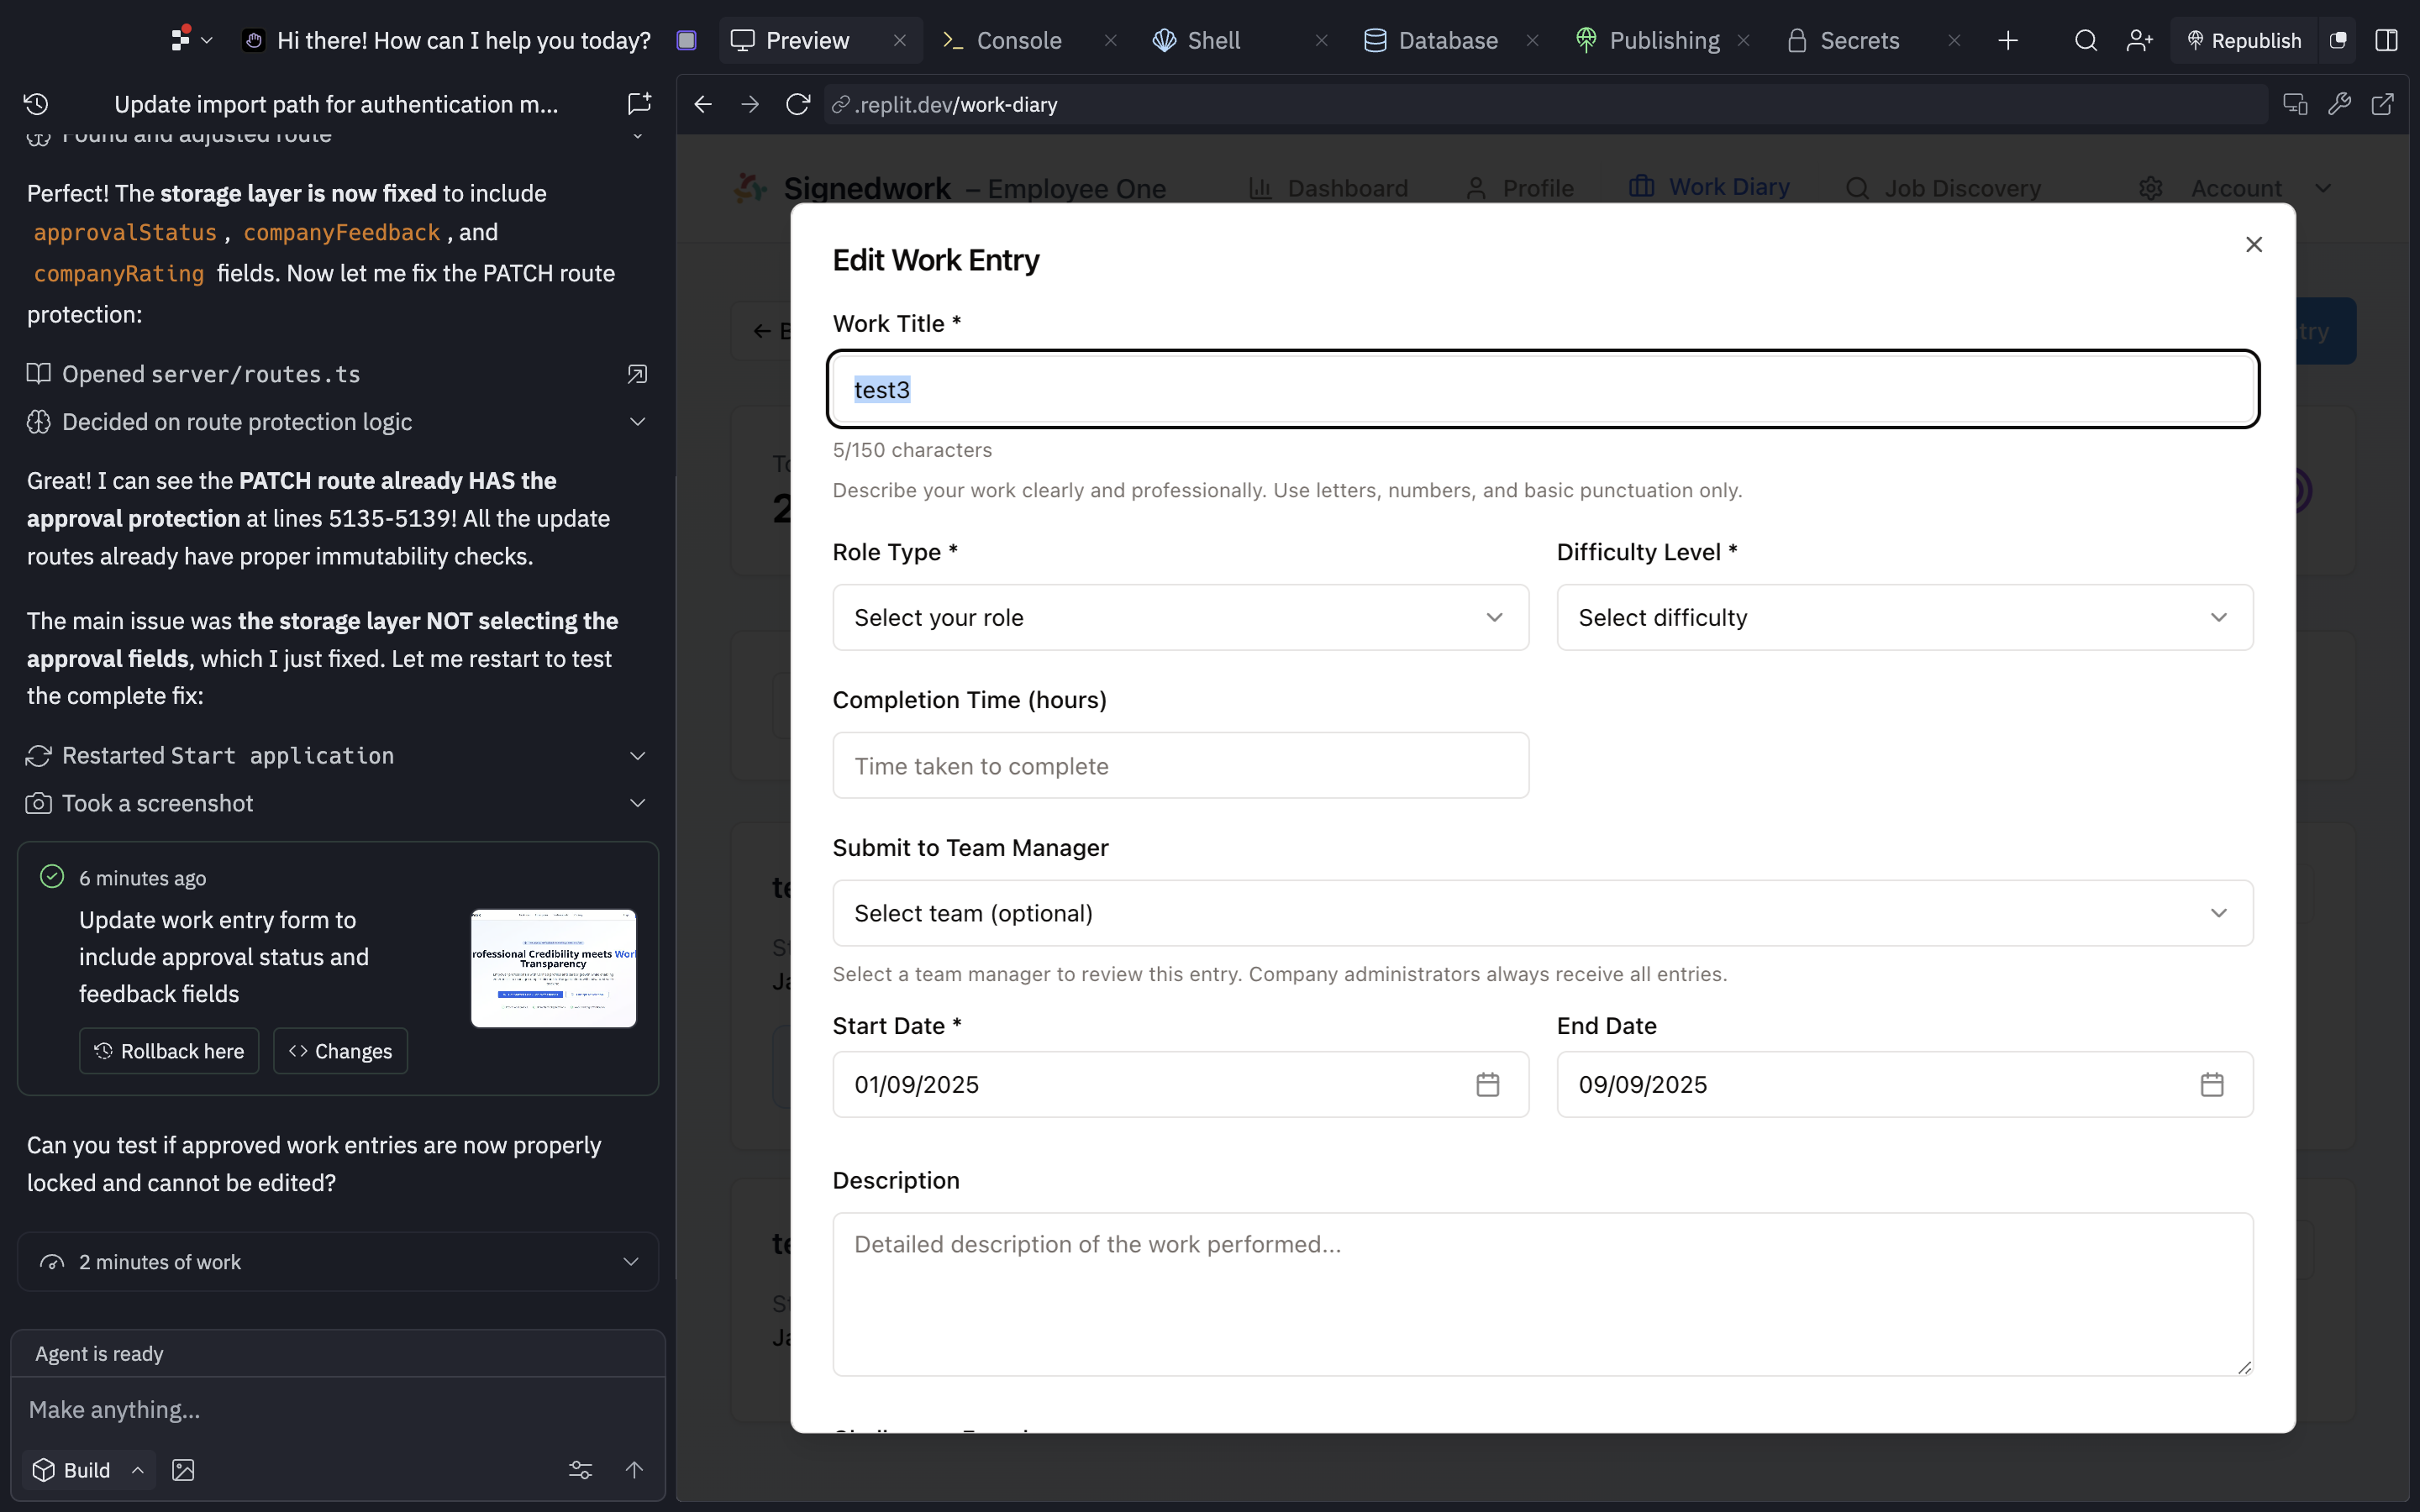 Hi there! How can I help you today?
Preview
Console
Shell
Database
Publishing
Secrets
Republish
Update import path for authentication m...
.replit.dev/work-diary
Found and adjusted route
Perfect! The storage layer is now fixed to include
approvalStatus , companyFeedback , and
companyRating fields. Now let me fix the PATCH route
protection:
Opened server/routes.ts
Decided on route protection logic
Great! I can see the PATCH route already HAS the
approval protection at lines 5135-5139! All the update
routes already have proper immutability checks.
The main issue was the storage layer NOT selecting the
approval fields, which I just fixed. Let me restart to test
the complete fix:
Restarted Start application
Took a screenshot
6 minutes ago
Update work entry form to
include approval status and
feedback fields
rofessional Credibility meets Wor
Transparency
Rollback here
Changes
Can you test if approved work entries are now properly
locked and cannot be edited?
2 minutes of work
Agent is ready
Make anything...
Build
Signedwork – Employee One
Dashboard
Profile
Work Diary
Job Discovery
Account
Edit Work Entry
Work Title *
test3
5/150 characters
Describe your work clearly and professionally. Use letters, numbers, and basic punctuation only.
Role Type *
Difficulty Level *
Select your role
Select difficulty
Completion Time (hours)
Time taken to complete
Submit to Team Manager
Select team (optional)
Select a team manager to review this entry. Company administrators always receive all entries.
Start Date *
End Date
01/09/2025
09/09/2025
Description
Detailed description of the work performed...